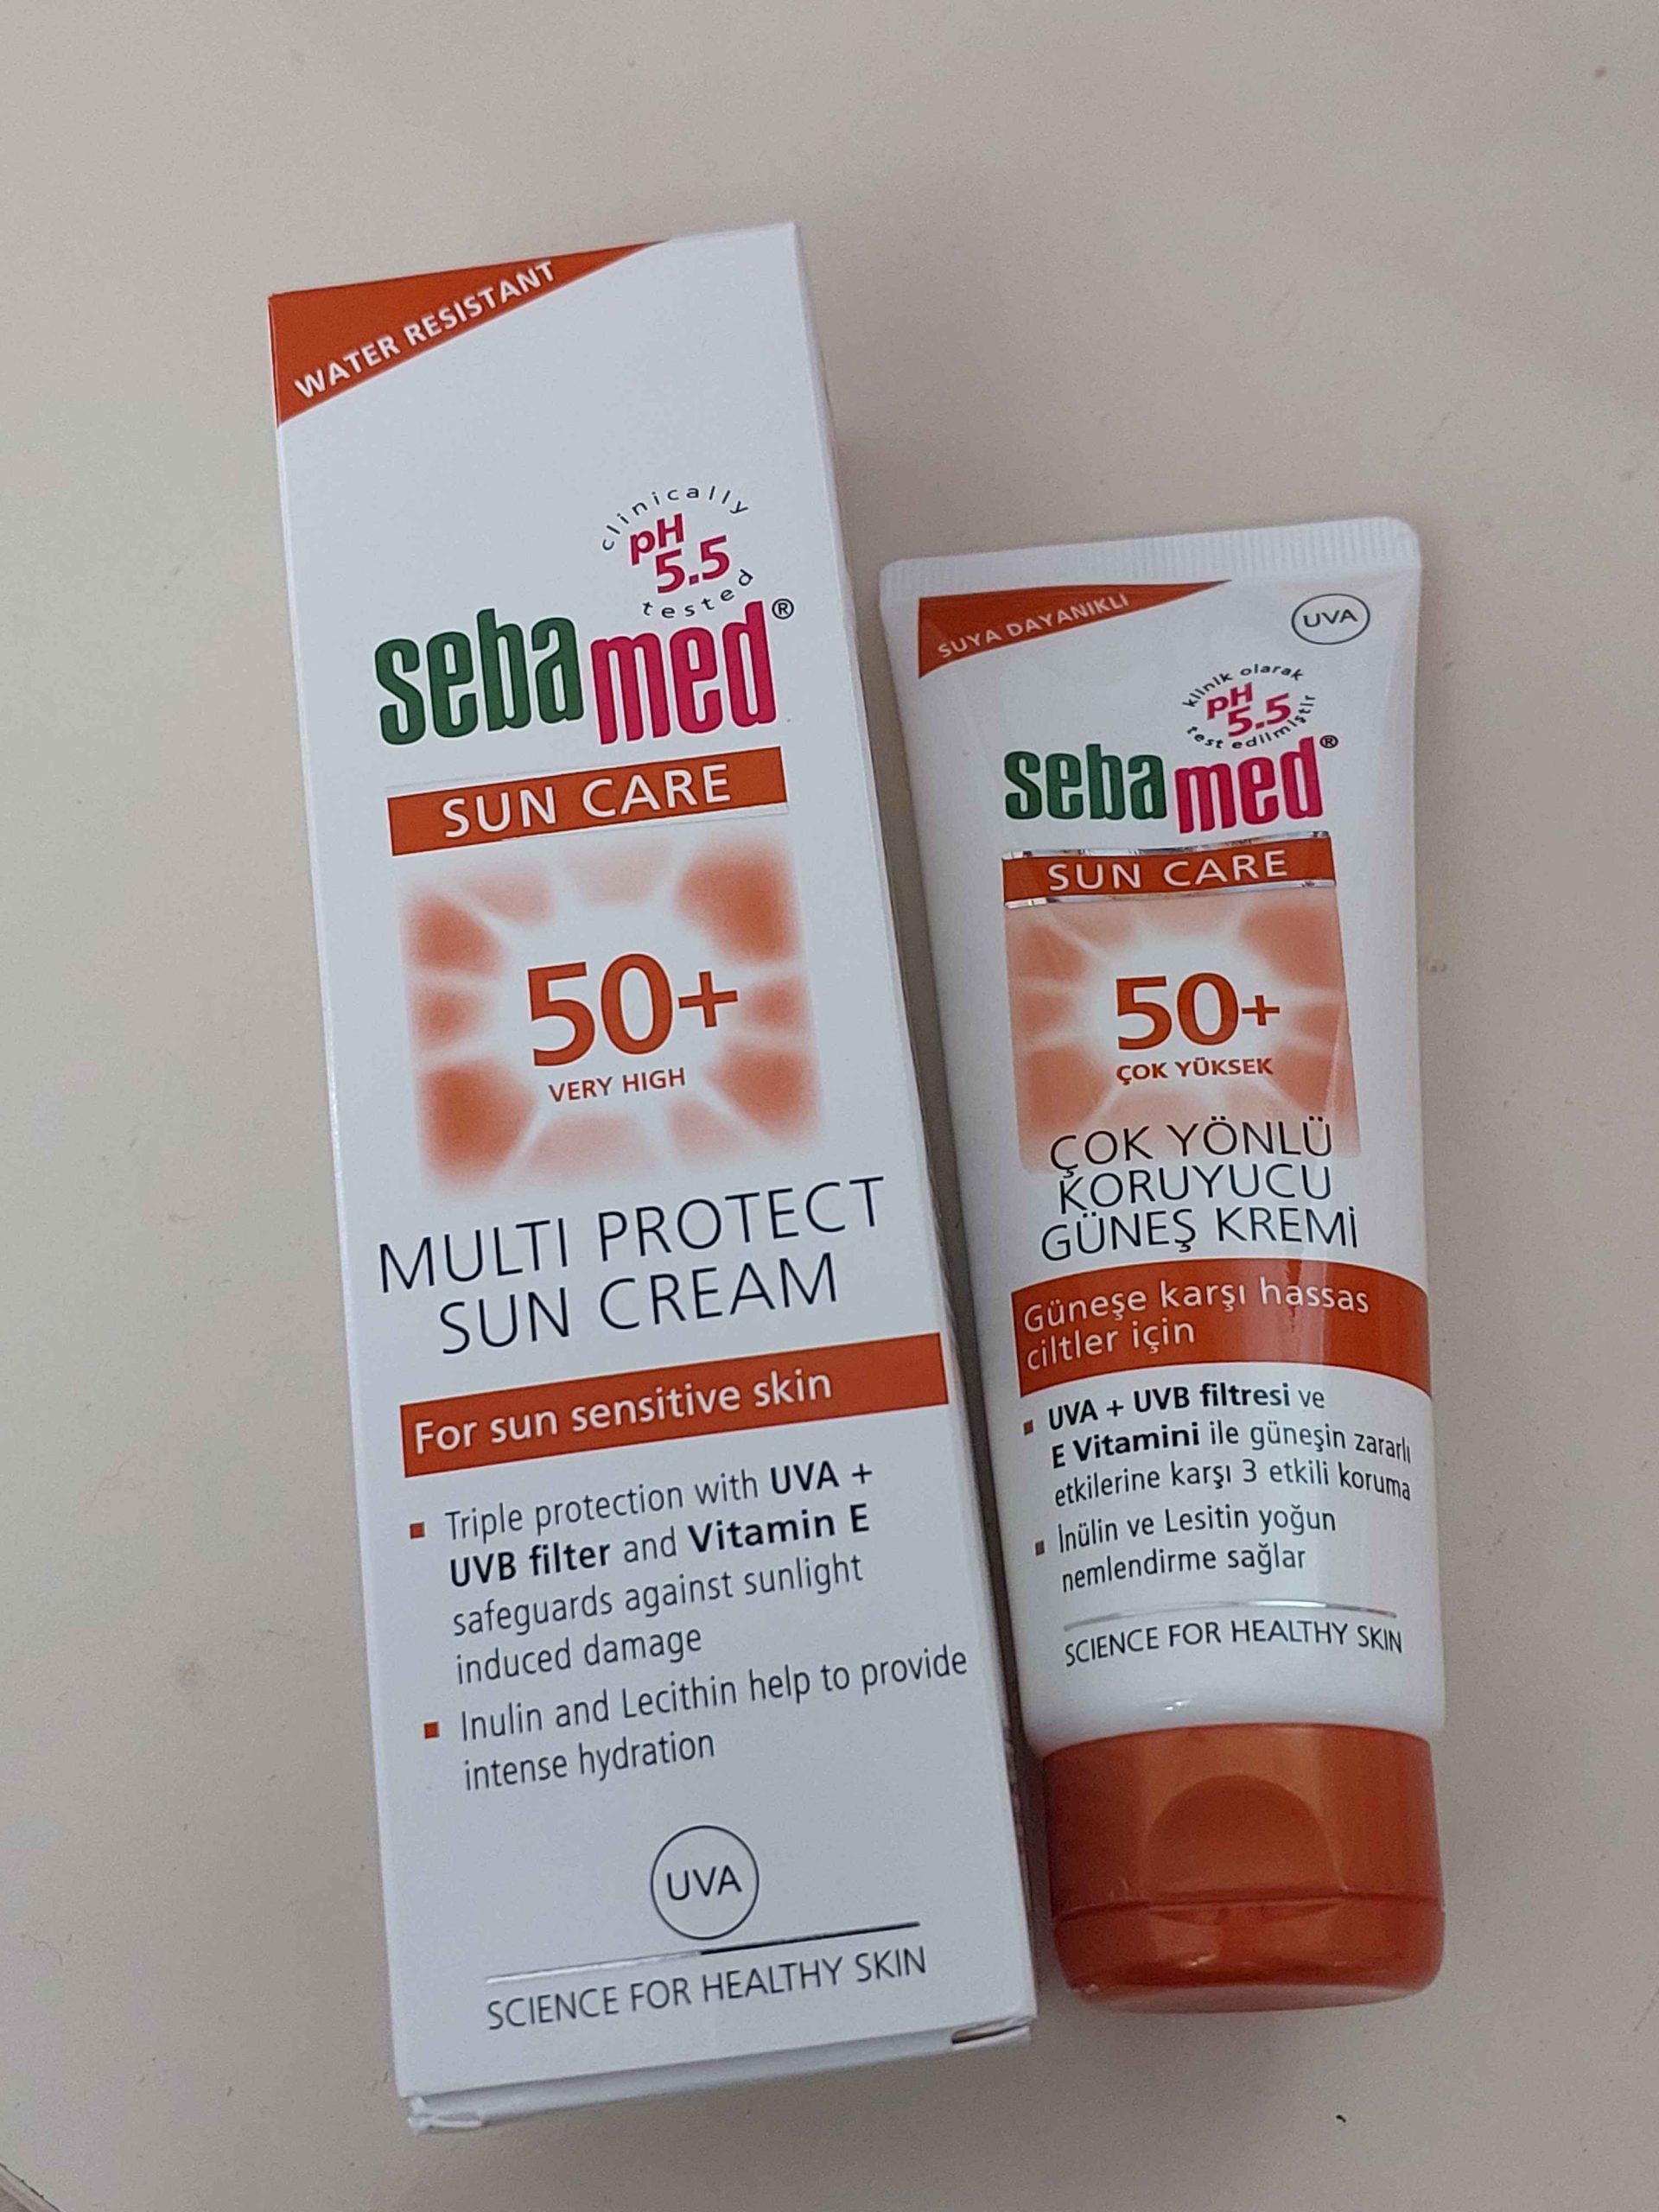 WATER RESISTANT
clinically
pH
5.5
tested
sebamed®
SUN CARE
50+
VERY HIGH
MULTI PROTECT
SUN CREAM
For sun sensitive skin
▪ Triple protection with UVA +
UVB filter and Vitamin E
safeguards against sunlight
induced damage
▪ Inulin and Lecithin help to provide
intense hydration
UVA
SCIENCE FOR HEALTHY SKIN
SUYA DAYANIKLI
UVA
klinik olarak
pH
5.5
test edilmiştir
sebamed®
SUN CARE
50+
ÇOK YÜKSEK
ÇOK YÖNLÜ
KORUYUCU
GÜNEŞ KREMİ
Güneşe karşı hassas
ciltler için
▪ UVA + UVB filtresi ve
E Vitamini ile güneşin zararlı
etkilerine karşı 3 etkili koruma
▪ İnülin ve Lesitin yoğun
nemlendirme sağlar
SCIENCE FOR HEALTHY SKIN